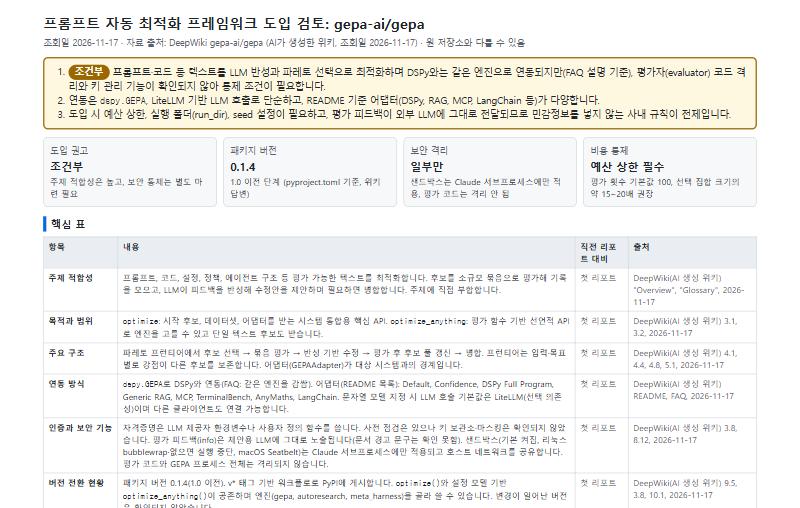 프롬프트 자동 최적화 프레임워크 도입 검토: gepa-ai/gepa
조회일 2026-11-17 · 자료 출처: DeepWiki gepa-ai/gepa (AI가 생성한 위키, 조회일 2026-11-17) · 원 저장소와 다를 수 있음
1. 조건부 프롬프트·코드 등 텍스트를 LLM 반성과 파레토 선택으로 최적화하며 DSPy와는 같은 엔진으로 연동되지만(FAQ 설명 기준), 평가자(evaluator) 코드 격
리와 키 관리 기능이 확인되지 않아 통제 조건이 필요합니다.
2. 연동은 dspy.GEPA, LiteLLM 기반 LLM 호출로 단순하고, README 기준 어댑터(DSPy, RAG, MCP, LangChain 등)가 다양합니다.
3. 도입 시 예산 상한, 실행 폴더(run_dir), seed 설정이 필요하고, 평가 피드백이 외부 LLM에 그대로 전달되므로 민감정보를 넣지 않는 사내 규칙이 전제입니다.
도입 권고
조건부
주제 적합성은 높고, 보안 통제는 별도 마
련 필요
패키지 버전
0.1.4
1.0 이전 단계 (pyproject.toml 기준, 위키
답변)
보안 격리
일부만
샌드박스는 Claude 서브프로세스에만 적
용, 평가 코드는 격리 안 됨
비용 통제
예산 상한 필수
평가 횟수 기본값 100, 선택 집합 크기의
약 15~20배 권장
핵심 표
항목 내용 직전 리포트 대비 출처
주제 적합성 프롬프트, 코드, 설정, 정책, 에이전트 구조 등 평가 가능한 텍스트를 최적화합니다. 후보를 소규모 묶음으로 평가해 기록
을 모으고, LLM이 피드백을 반성해 수정안을 제안하며 필요하면 병합합니다. 주제에 직접 부합합니다.
첫 리포트
DeepWiki(AI 생성 위키)
"Overview", "Glossary", 2026-
11-17
목적과 범위 optimize: 시작 후보, 데이터셋, 어댑터를 받는 시스템 통합용 핵심 API. optimize_anything: 평가 함수 기반 선언적 API
로 엔진을 고를 수 있고 단일 텍스트 후보도 받습니다.
첫 리포트
DeepWiki(AI 생성 위키) 3.1,
3.2, 2026-11-17
주요 구조 파레토 프런티어에서 후보 선택 → 묶음 평가 → 반성 기반 수정 → 평가 후 후보 풀 갱신 → 병합. 프런티어는 입력·목표
별로 강점이 다른 후보를 보존합니다. 어댑터(GEPAAdapter)가 대상 시스템과의 경계입니다.
첫 리포트
DeepWiki(AI 생성 위키) 4.1,
4.4, 4.8, 5.1, 2026-11-17
연동 방식 dspy.GEPA로 DSPy와 연동(FAQ: 같은 엔진을 감쌈). 어댑터(README 목록): Default, Confidence, DSPy Full Program,
Generic RAG, MCP, TerminalBench, AnyMaths, LangChain. 문자열 모델 지정 시 LLM 호출 기본값은 LiteLLM(선택 의존
성)이며 다른 클라이언트도 연결 가능합니다.
첫 리포트
DeepWiki(AI 생성 위키)
README, FAQ, 2026-11-17
인증과 보안 기능 자격증명은 LLM 제공자 환경변수나 사용자 정의 함수를 씁니다. 사전 점검은 있으나 키 보관소·마스킹은 확인되지 않았
습니다. 평가 피드백(info)은 제안용 LLM에 그대로 노출됩니다(문서 경고 문구는 확인 못함). 샌드박스(기본 켜짐, 리눅스
bubblewrap·없으면 실행 중단, macOS Seatbelt)는 Claude 서브프로세스에만 적용되고 호스트 네트워크를 공유합니다.
평가 코드와 GEPA 프로세스 전체는 격리되지 않습니다.
첫 리포트
DeepWiki(AI 생성 위키) 3.8,
8.12, 2026-11-17
버전 전환 현황 패키지 버전 0.1.4(1.0 이전). v* 태그 기반 워크플로로 PyPI에 게시합니다. optimize()와 설정 모델 기반
optimize_anything()이 공존하며 엔진(gepa, autoresearch, meta_harness)을 골라 쓸 수 있습니다. 변경이 일어난 버전
첫 리포트
DeepWiki(AI 생성 위키) 9.5,
3.8, 10.1, 2026-11-17